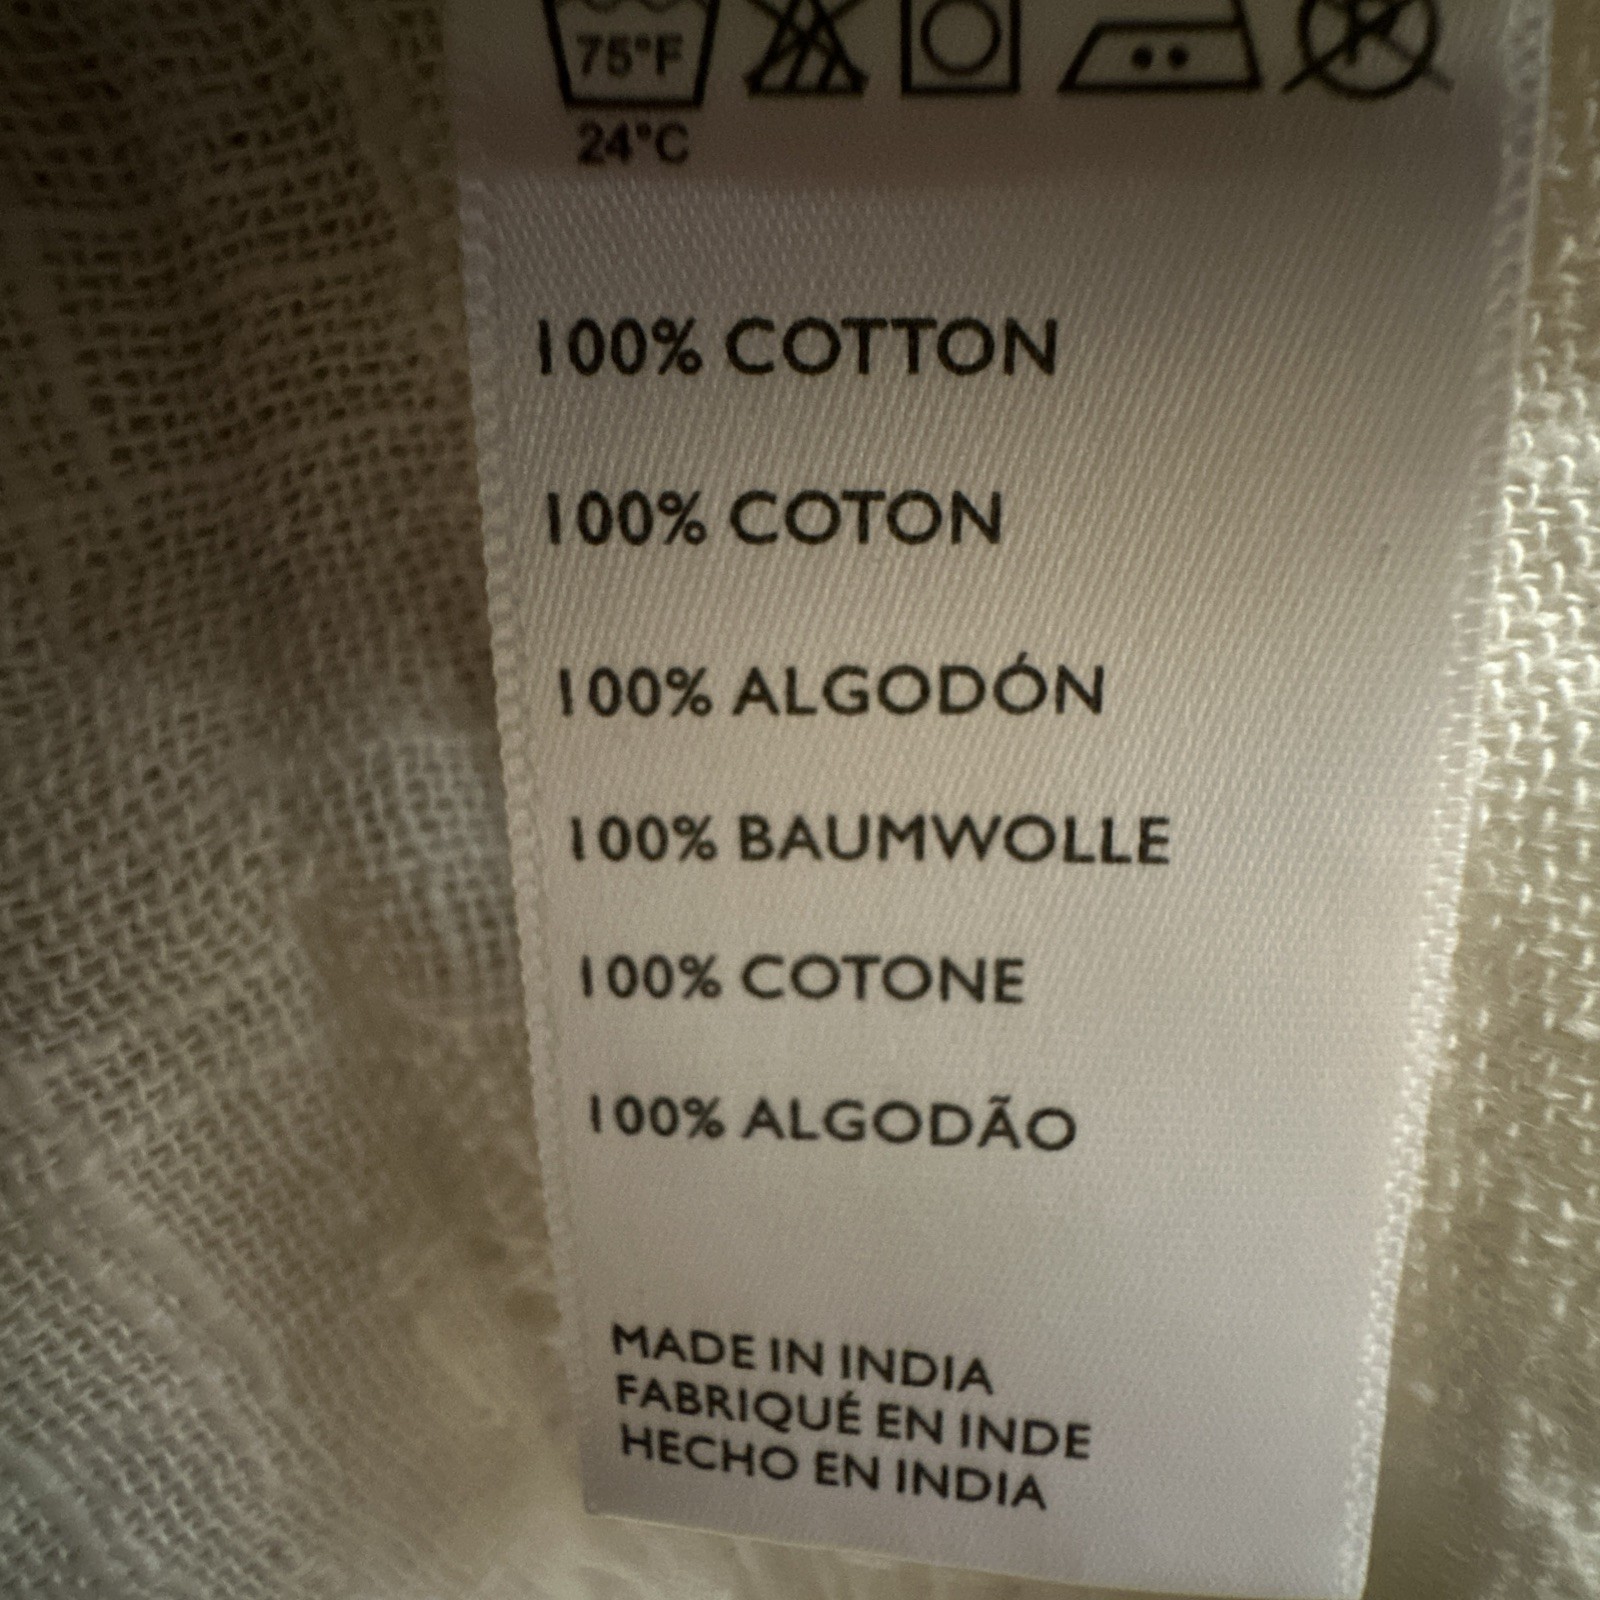 75°F
24°C
100% COTTON
100% COTON
100% ALGODÓN
100% BAUMWOLLE
100% COTONE
100% ALGODÃO
MADE IN INDIA
FABRIQUÉ EN INDE
HECHO EN INDIA